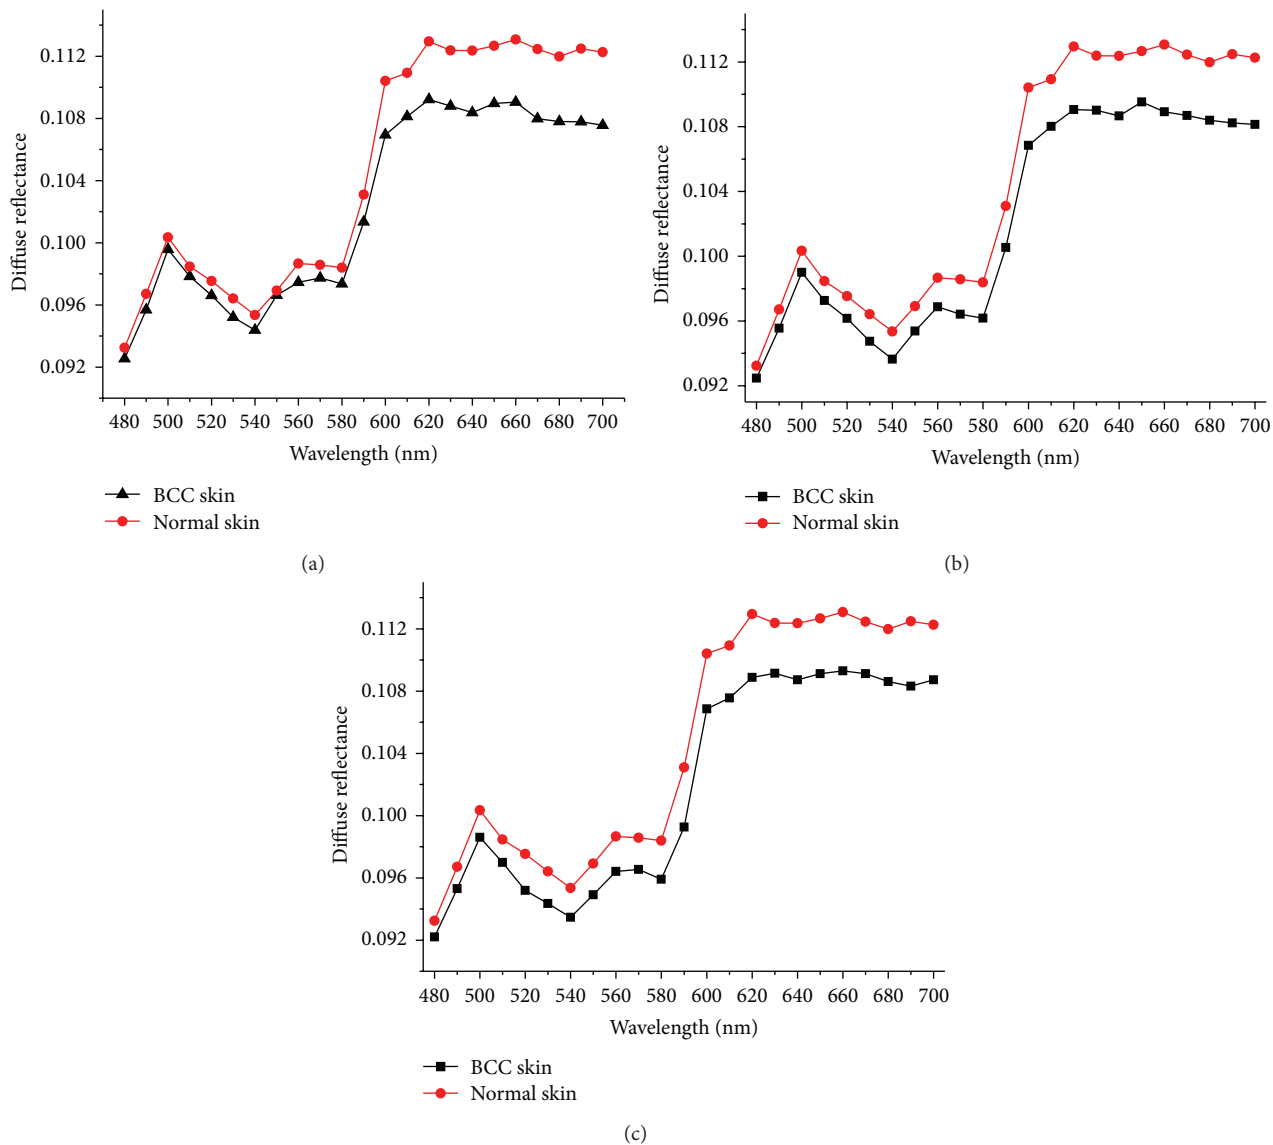 0.112
0.108
0.104
0.100
0.096
0.092
Diffuse reflectance
480 500 520 540 560 580 600 620 640 660 680 700
Wavelength (nm)
BCC skin
Normal skin
(a)
0.112
0.108
0.104
0.100
0.096
0.092
Diffuse reflectance
480 500 520 540 560 580 600 620 640 660 680 700
Wavelength (nm)
BCC skin
Normal skin
(b)
0.112
0.108
0.104
0.100
0.096
0.092
Diffuse reflectance
480 500 520 540 560 580 600 620 640 660 680 700
Wavelength (nm)
BCC skin
Normal skin
(c)